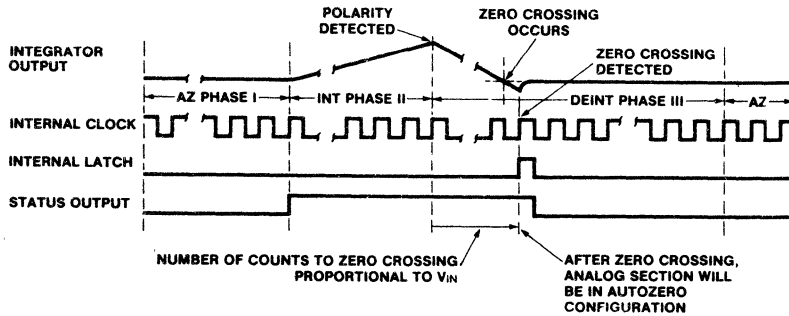 POLARITY
DETECTED
ZERO CROSSING
OCCURS
INTEGRATOR
OUTPUT
ZERO CROSSING
DETECTED
AZ PHASE I
INT PHASE II
DEINT PHASE III
AZ
INTERNAL CLOCK
INTERNAL LATCH
STATUS OUTPUT
NUMBER OF COUNTS TO ZERO CROSSING
PROPORTIONAL TO VIN
AFTER ZERO CROSSING,
ANALOG SECTION WILL
BE IN AUTOZERO
CONFIGURATION